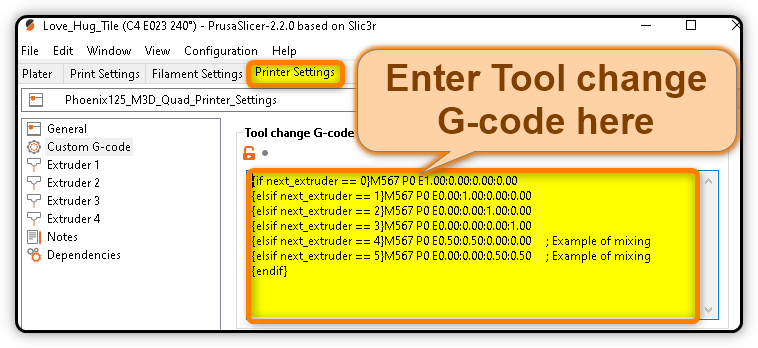 Love_Hug_Tile (C4 E023 240°) - PrusaSlicer-2.2.0 based on Slic3r
File Edit Window View Configuration Help
Plater Print Settings Filament Settings Printer Settings
Phoenix125_M3D_Quad_Printer_Settings
Enter Tool change
G-code here
General
Custom G-code
Extruder 1
Extruder 2
Extruder 3
Extruder 4
Notes
Dependencies
Tool change G-code
{if next_extruder == 0}M567 P0 E1.00:0.00:0.00:0.00
{elsif next_extruder == 1}M567 P0 E0.00:1.00:0.00:0.00
{elsif next_extruder == 2}M567 P0 E0.00:0.00:1.00:0.00
{elsif next_extruder == 3}M567 P0 E0.00:0.00:0.00:1.00
{elsif next_extruder == 4}M567 P0 E0.50:0.50:0.00:0.00 ; Example of mixing
{elsif next_extruder == 5}M567 P0 E0.00:0.00:0.50:0.50 ; Example of mixing
{endif}